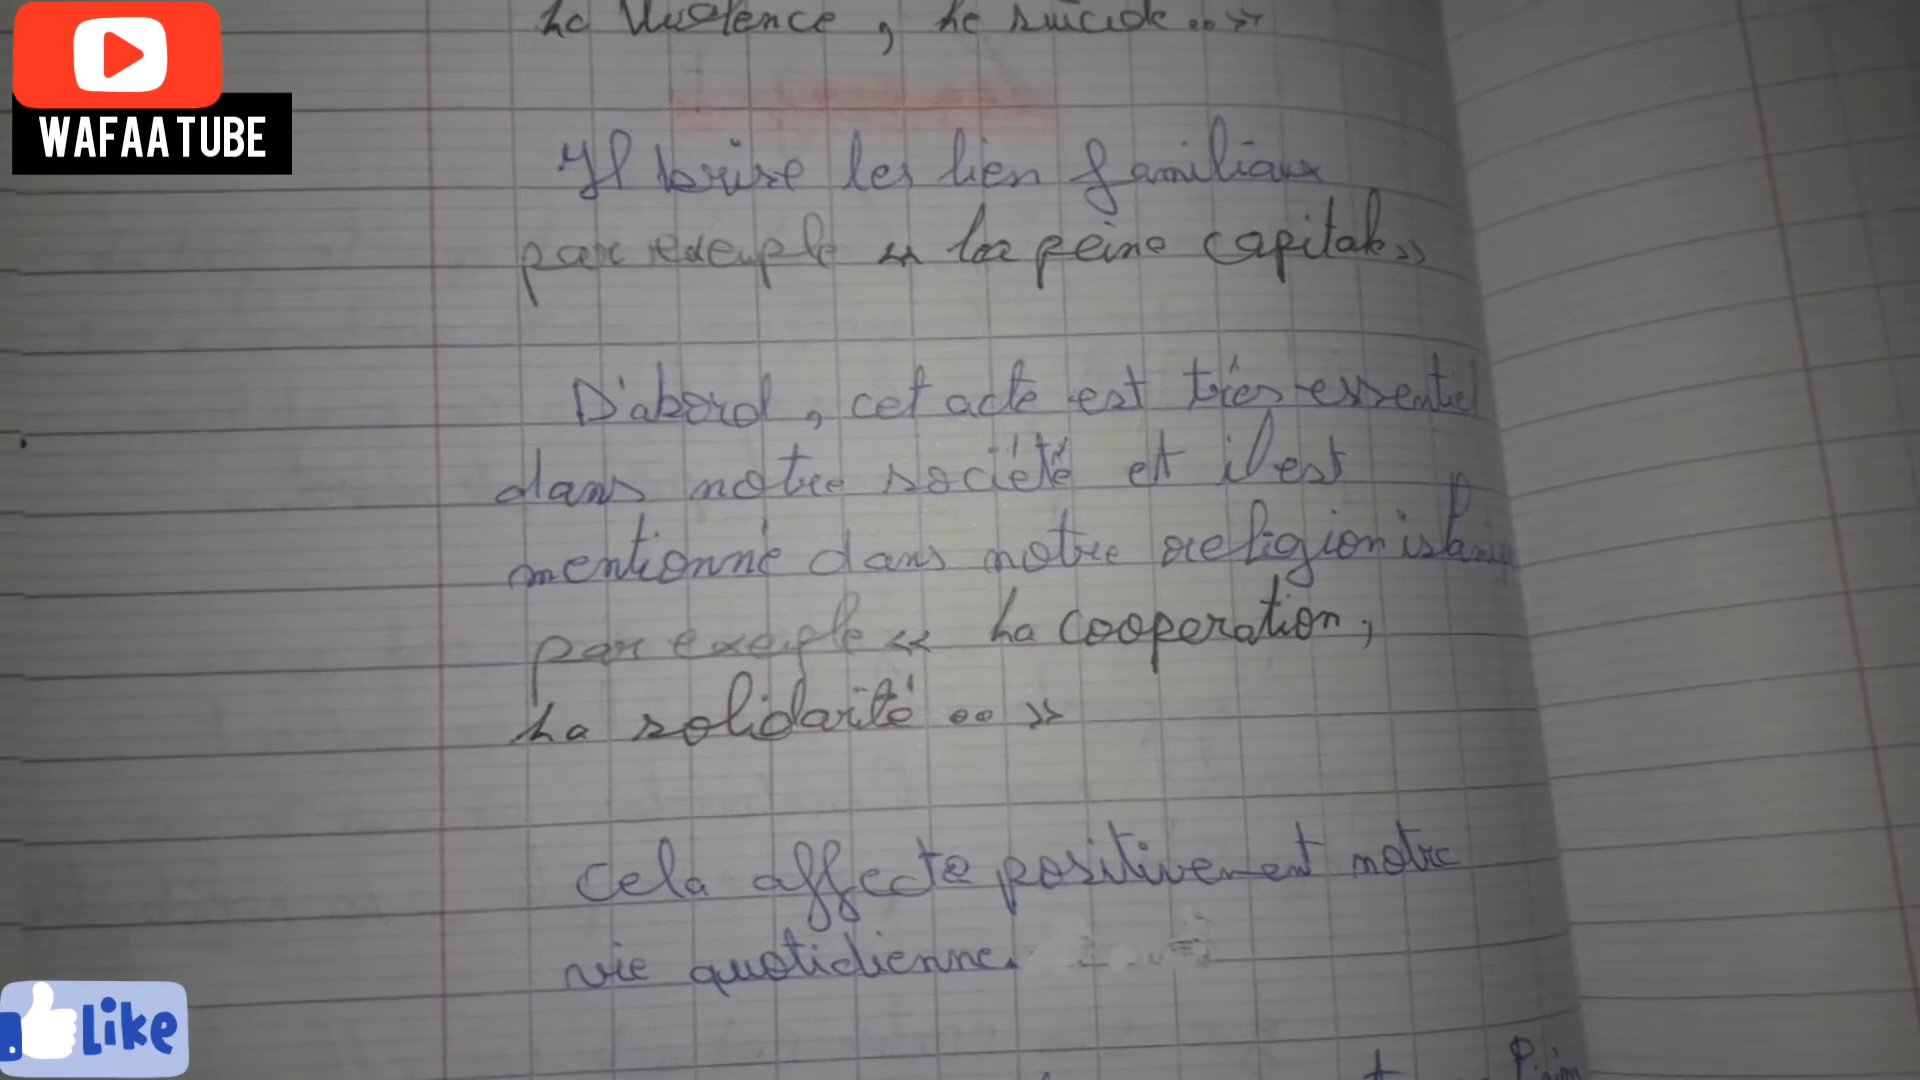 WAFAA TUBE
La Violence, Le suicide.. »
Il brise les lien familiaux
par exemple « La peine capitale »
D'abord, cet acte est très essentiel
dans notre société et il est
mentionné dans notre religion
par exemple « La cooperation,
La solidarité .. »
Cela affecte positivement notre
vie quotidienne.
Like